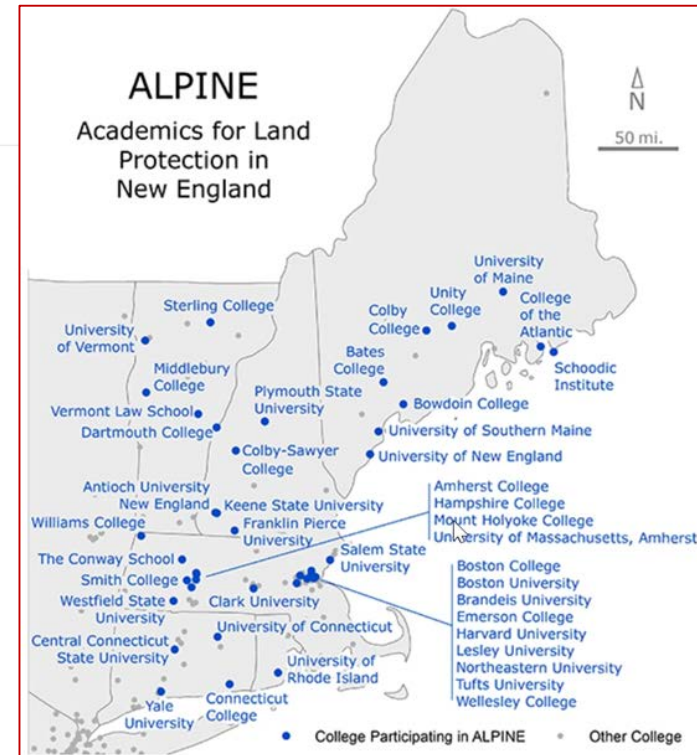 ALPINE
Academics for Land
Protection in
New England
N
50 mi.
University
of Maine
Sterling College
Unity
College
College
of the
Atlantic
Colby
College
University
of Vermont
Bates
College
Schoodic
Institute
Middlebury
College
Plymouth State
University
Vermont Law School
Bowdoin College
Dartmouth College
University of Southern Maine
Colby-Sawyer
College
University of New England
Antioch University
New England
Keene State University
Williams College
Franklin Pierce
University
Amherst College
Hampshire College
Mount Holyoke College
University of Massachusetts, Amherst
The Conway School
Salem State
University
Smith College
Westfield State
University
Clark University
Boston College
Boston University
Brandeis University
Emerson College
Harvard University
Lesley University
Northeastern University
Tufts University
Wellesley College
University of Connecticut
Central Connecticut
State University
University of
Rhode Island
Yale
University
Connecticut
College
College Participating in ALPINE
Other College